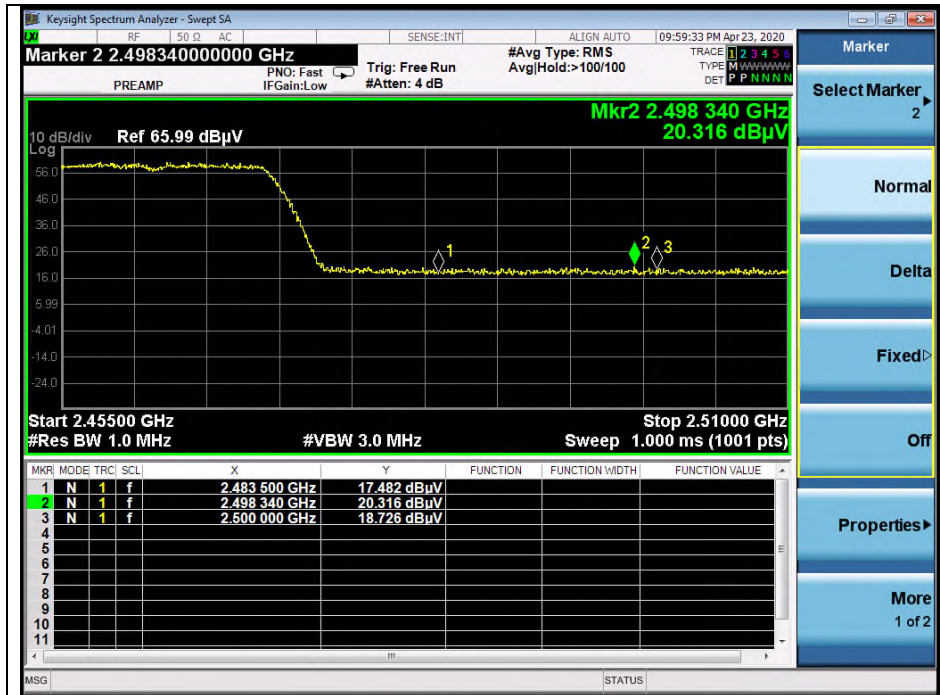 Keysight Spectrum Analyzer - Swept SA
LXI RF 50 Ω AC SENSE:INT ALIGN AUTO 09:59:33 PM Apr 23, 2020
Marker 2 2.498340000000 GHz
PREAMP
PNO: Fast
IFGain:Low
Trig: Free Run
#Atten: 4 dB
#Avg Type: RMS
Avg|Hold:>100/100
TRACE 1 2 3 4 5 6
TYPE M W W W W W
DET P P N N N N
Mkr2 2.498 340 GHz
20.316 dBµV
10 dB/div Ref 65.99 dBµV
Log
56.0
46.0
36.0
26.0
16.0
5.99
-4.01
-14.0
-24.0
1
2
3
Start 2.45500 GHz Stop 2.51000 GHz
#Res BW 1.0 MHz #VBW 3.0 MHz Sweep 1.000 ms (1001 pts)
MKR MODE TRC SCL X Y FUNCTION FUNCTION WIDTH FUNCTION VALUE
1 N 1 f 2.483 500 GHz 17.482 dBµV
2 N 1 f 2.498 340 GHz 20.316 dBµV
3 N 1 f 2.500 000 GHz 18.726 dBµV
4
5
6
7
8
9
10
11
MSG STATUS
Marker
Select Marker
2
Normal
Delta
Fixed
Off
Properties
More
1 of 2